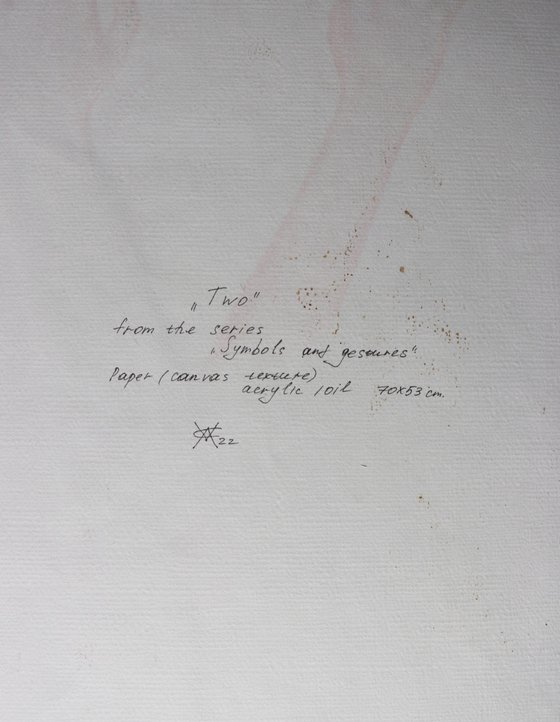 „Two"
from the series
„Symbols and gestures"
Paper (canvas texture)
acrylic / oil 70x53 cm.
22